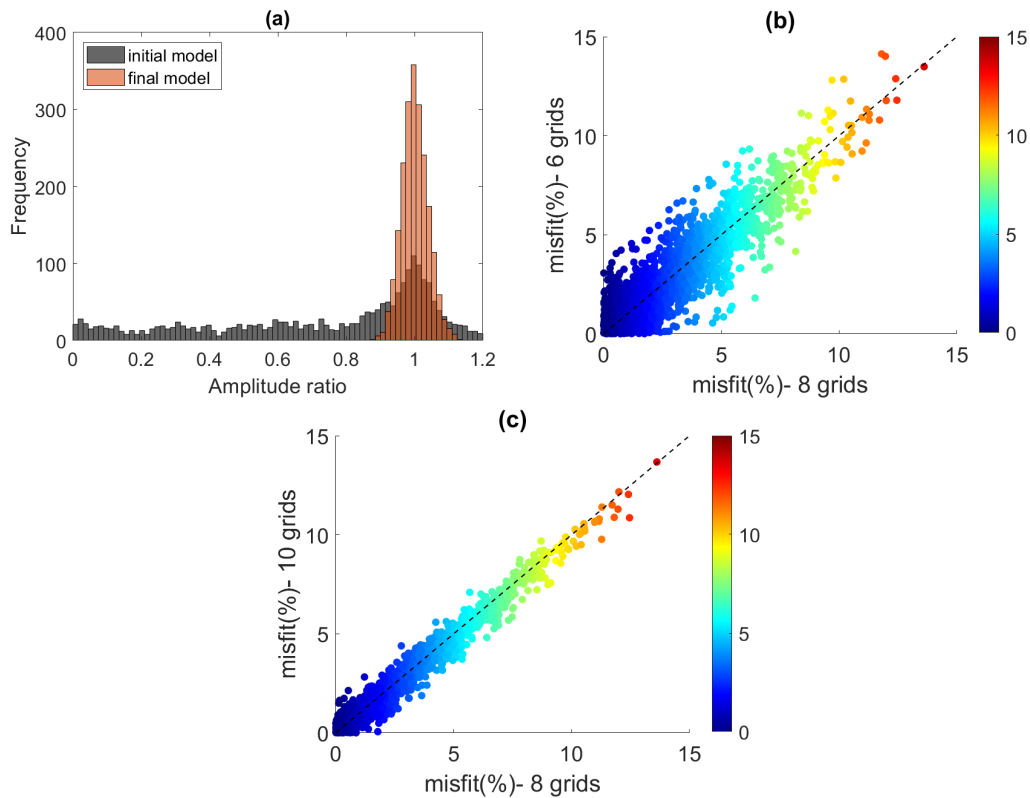 (a)
400
300
200
100
0
Frequency
initial model
final model
0 0.2 0.4 0.6 0.8 1 1.2
Amplitude ratio
(b)
15
10
5
0
misfit(%)- 6 grids
0 5 10 15
misfit(%)- 8 grids
15
10
5
0
(c)
15
10
5
0
misfit(%)- 10 grids
0 5 10 15
misfit(%)- 8 grids
15
10
5
0